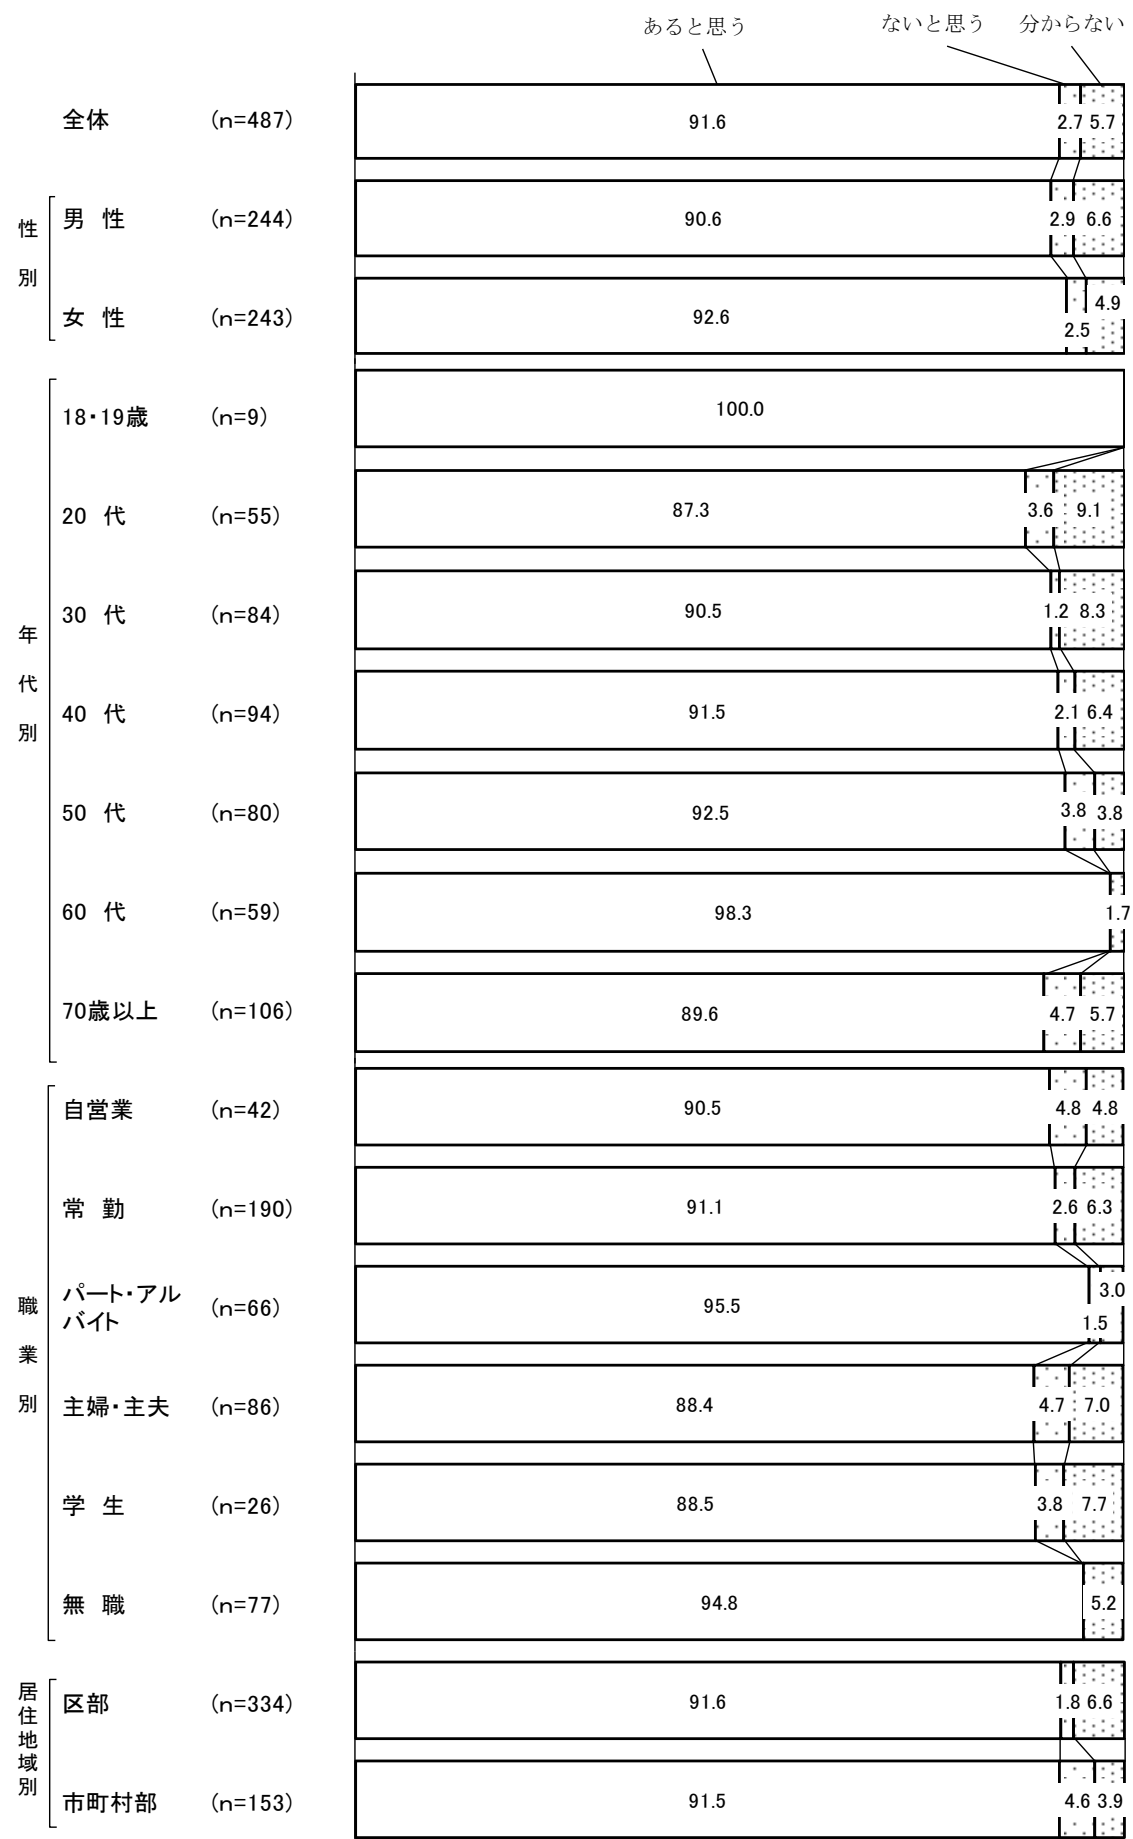 あると思う ないと思う 分からない
全体 (n=487) 91.6 2.7 5.7
性別
男 性 (n=244) 90.6 2.9 6.6
女 性 (n=243) 92.6 2.5 4.9
年代別
18・19歳 (n=9) 100.0
20 代 (n=55) 87.3 3.6 9.1
30 代 (n=84) 90.5 1.2 8.3
40 代 (n=94) 91.5 2.1 6.4
50 代 (n=80) 92.5 3.8 3.8
60 代 (n=59) 98.3 1.7
70歳以上 (n=106) 89.6 4.7 5.7
職業別
自営業 (n=42) 90.5 4.8 4.8
常 勤 (n=190) 91.1 2.6 6.3
パート・アル
バイト (n=66) 95.5 1.5 3.0
主婦・主夫 (n=86) 88.4 4.7 7.0
学 生 (n=26) 88.5 3.8 7.7
無 職 (n=77) 94.8 5.2
居住地域別
区部 (n=334) 91.6 1.8 6.6
市町村部 (n=153) 91.5 4.6 3.9